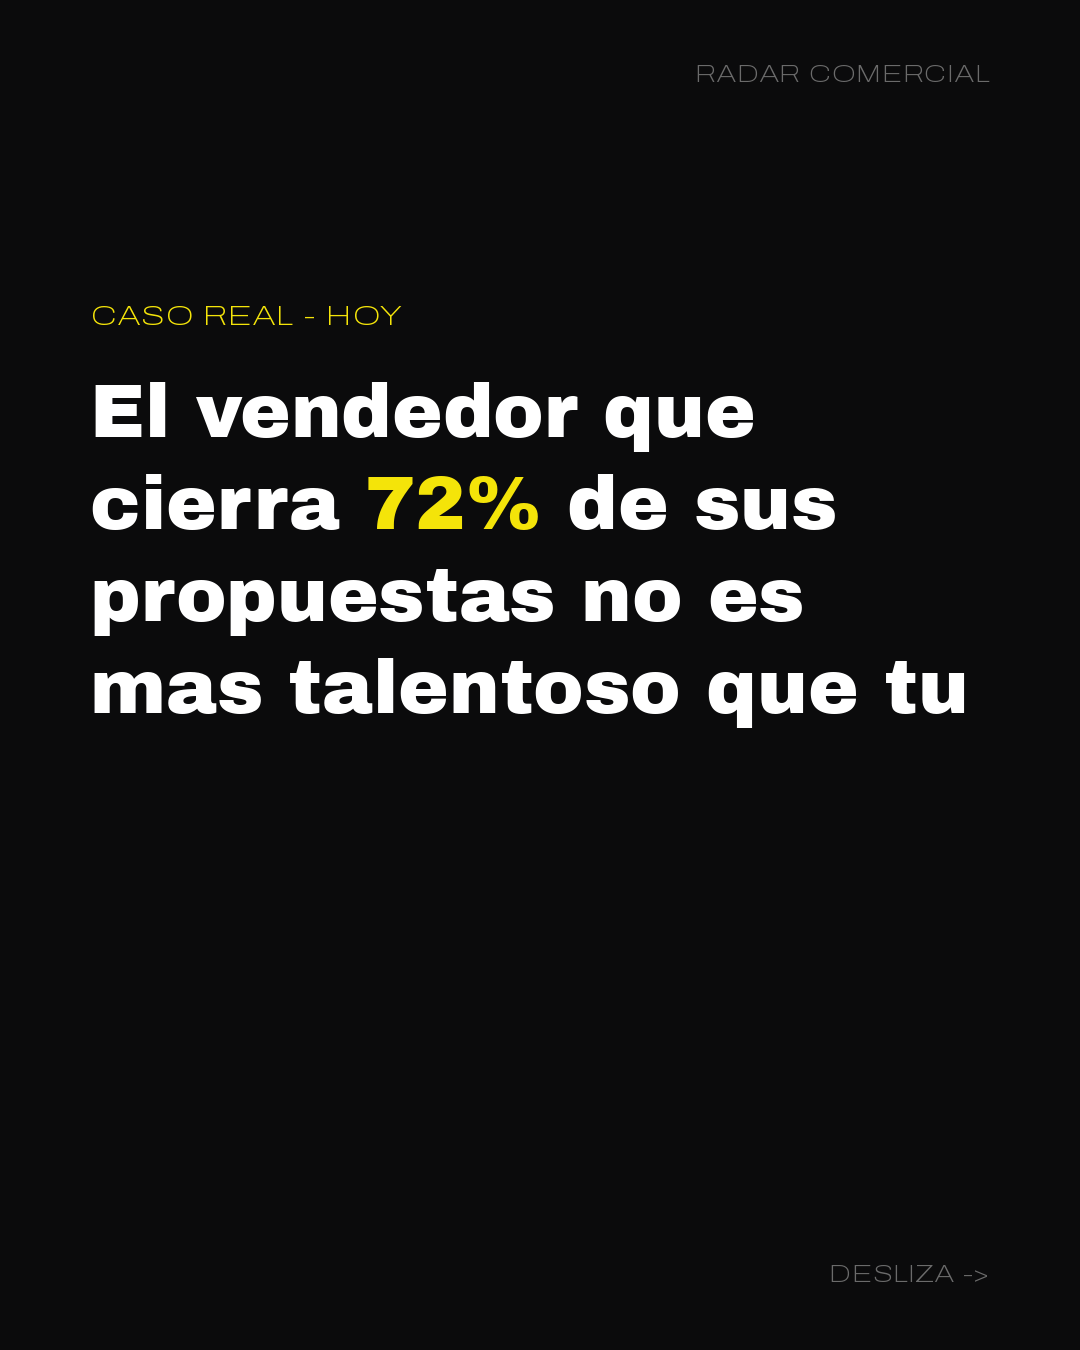 RADAR COMERCIAL
CASO REAL - HOY
El vendedor que
cierra 72% de sus
propuestas no es
mas talentoso que tu
DESLIZA ->